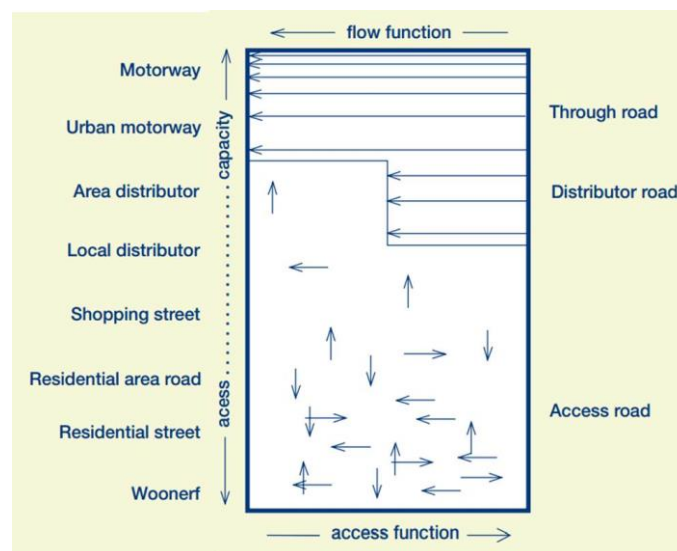 flow function
Motorway
Urban motorway
Area distributor
Local distributor
Shopping street
Residential area road
Residential street
Woonerf
capacity
acess
Through road
Distributor road
Access road
access function